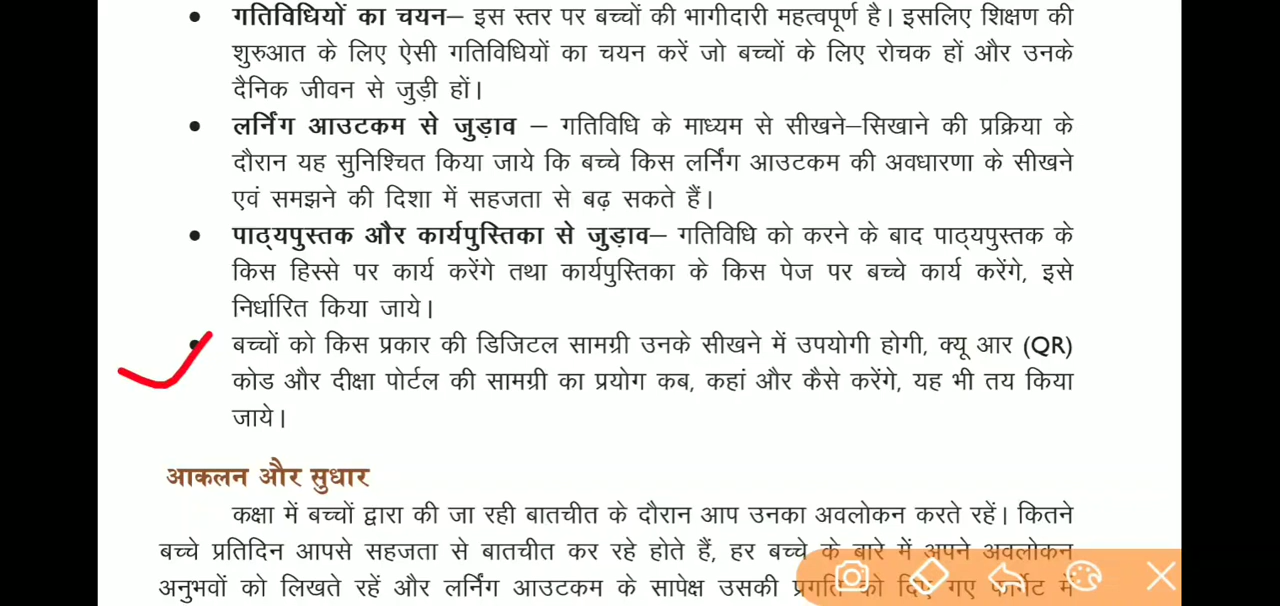 • गतिविधियों का चयन– इस स्तर पर बच्चों की भागीदारी महत्वपूर्ण है। इसलिए शिक्षण की
शुरुआत के लिए ऐसी गतिविधियों का चयन करें जो बच्चों के लिए रोचक हों और उनके
दैनिक जीवन से जुड़ी हों।
• लर्निंग आउटकम से जुड़ाव – गतिविधि के माध्यम से सीखने–सिखाने की प्रक्रिया के
दौरान यह सुनिश्चित किया जाये कि बच्चे किस लर्निंग आउटकम की अवधारणा के सीखने
एवं समझने की दिशा में सहजता से बढ़ सकते हैं।
• पाठ्यपुस्तक और कार्यपुस्तिका से जुड़ाव– गतिविधि को करने के बाद पाठ्यपुस्तक के
किस हिस्से पर कार्य करेंगे तथा कार्यपुस्तिका के किस पेज पर बच्चे कार्य करेंगे, इसे
निर्धारित किया जाये।
• बच्चों को किस प्रकार की डिजिटल सामग्री उनके सीखने में उपयोगी होगी, क्यू आर (QR)
कोड और दीक्षा पोर्टल की सामग्री का प्रयोग कब, कहां और कैसे करेंगे, यह भी तय किया
जाये।
आकलन और सुधार
कक्षा में बच्चों द्वारा की जा रही बातचीत के दौरान आप उनका अवलोकन करते रहें। कितने
बच्चे प्रतिदिन आपसे सहजता से बातचीत कर रहे होते हैं, हर बच्चे के बारे में अपने अवलोकन
अनुभवों को लिखते रहें और लर्निंग आउटकम के सापेक्ष उसकी प्रगति को दिए गए फॉर्मेट में